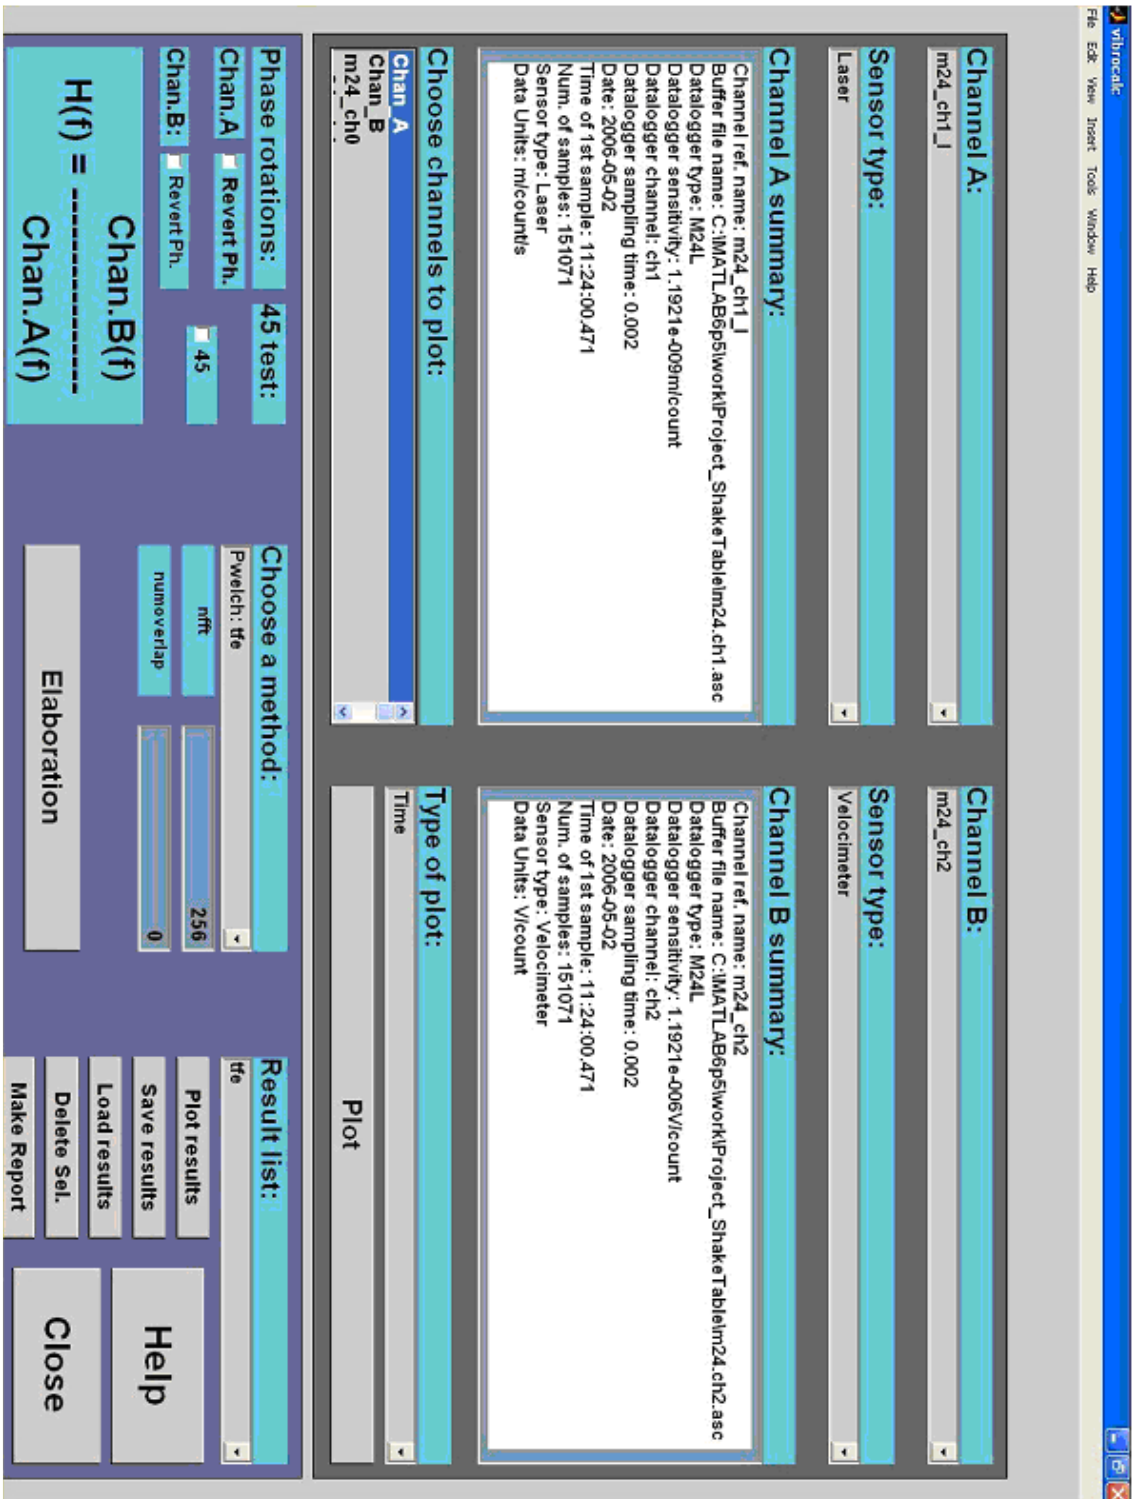 vibrocalc
File Edit View Insert Tools Window Help
Channel A:
m24_ch1_l
Sensor type:
Laser
Channel A summary:
Channel ref. name: m24_ch1_l
Buffer file name: C:\MATLAB6p5\work\Project_ShakeTable\m24.ch1.asc
Datalogger type: M24L
Datalogger sensitivity: 1.1921e-009m/count
Datalogger channel: ch1
Datalogger sampling time: 0.002
Date: 2006-05-02
Time of 1st sample: 11:24:00.471
Num. of samples: 151071
Sensor type: Laser
Data Units: m/count/s
Channel B:
m24_ch2
Sensor type:
Velocimeter
Channel B summary:
Channel ref. name: m24_ch2
Buffer file name: C:\MATLAB6p5\work\Project_ShakeTable\m24.ch2.asc
Datalogger type: M24L
Datalogger sensitivity: 1.1921e-006V/count
Datalogger channel: ch2
Datalogger sampling time: 0.002
Date: 2006-05-02
Time of 1st sample: 11:24:00.471
Num. of samples: 151071
Sensor type: Velocimeter
Data Units: V/count
Choose channels to plot:
Chan_A
Chan_B
m24_ch0
Type of plot:
Time
Plot
Phase rotations:
Chan.A
Revert Ph.
Chan.B:
Revert Ph.
45 test:
45
Chan.B(f)
H(f) = ---------------
Chan.A(f)
Choose a method:
Pwelch: tfe
nfft
256
numoverlap
0
Elaboration
Result list:
tfe
Plot results
Save results
Load results
Delete Sel.
Make Report
Help
Close